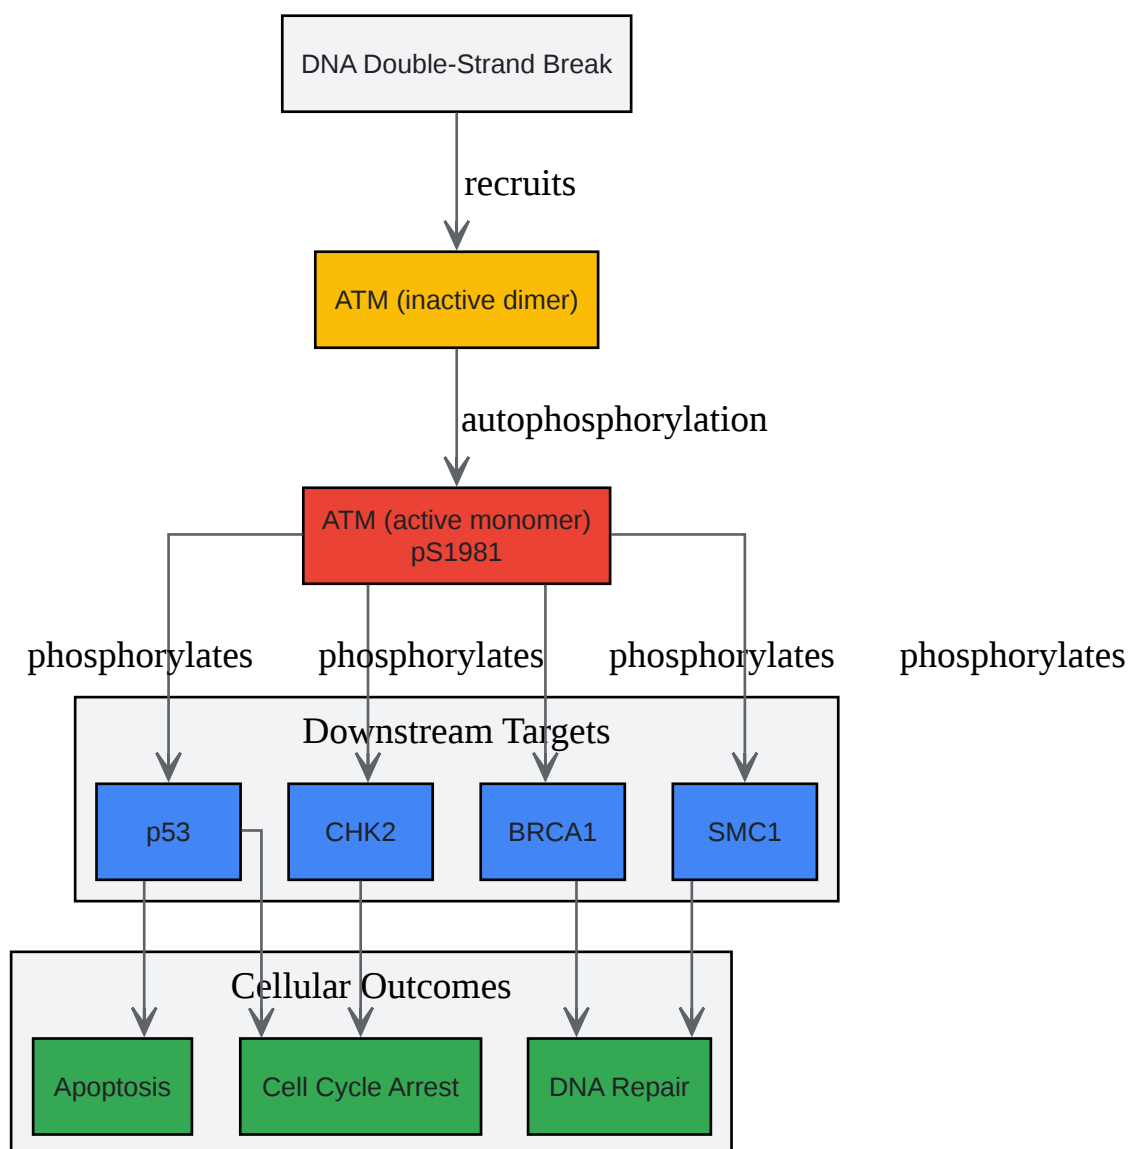 DNA Double-Strand Break
recruits
ATM (inactive dimer)
autophosphorylation
ATM (active monomer)
pS1981
phosphorylates
phosphorylates
phosphorylates
phosphorylates
Downstream Targets
p53
CHK2
BRCA1
SMC1
Cellular Outcomes
Apoptosis
Cell Cycle Arrest
DNA Repair